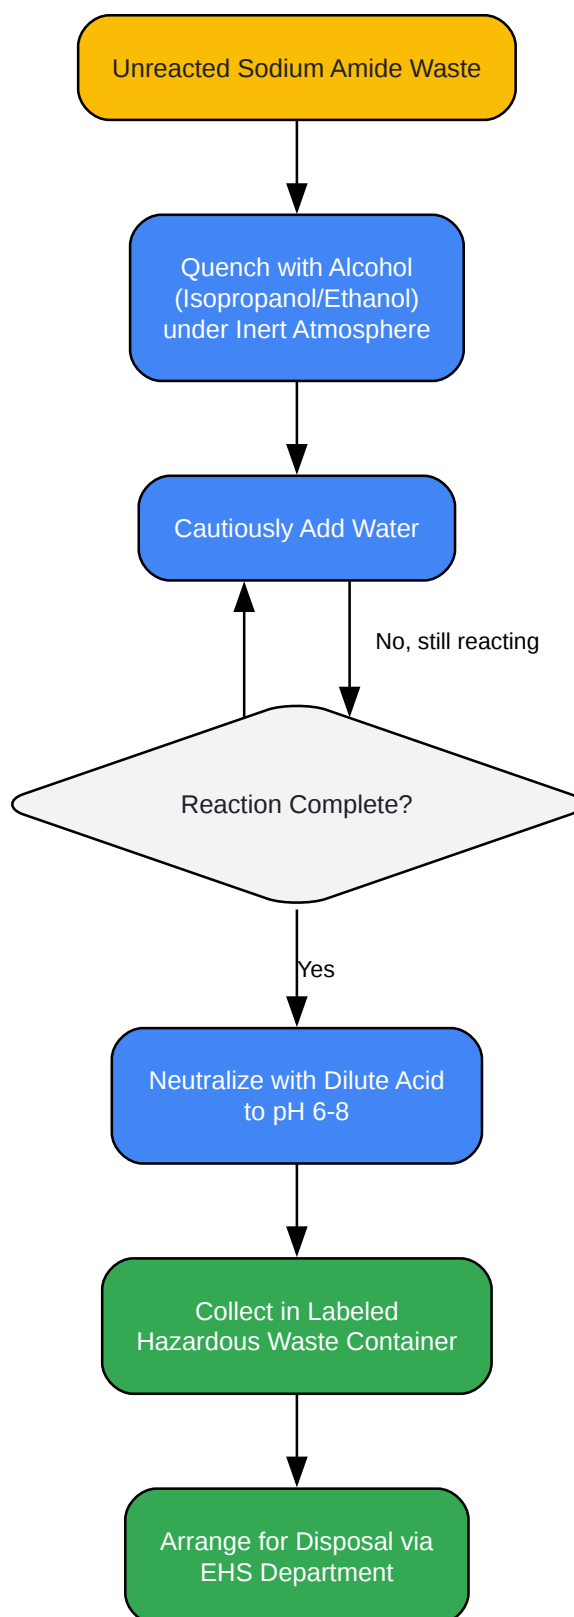 Unreacted Sodium Amide Waste
Quench with Alcohol
(Isopropanol/Ethanol)
under Inert Atmosphere
Cautiously Add Water
No, still reacting
Reaction Complete?
Yes
Neutralize with Dilute Acid
to pH 6-8
Collect in Labeled
Hazardous Waste Container
Arrange for Disposal via
EHS Department